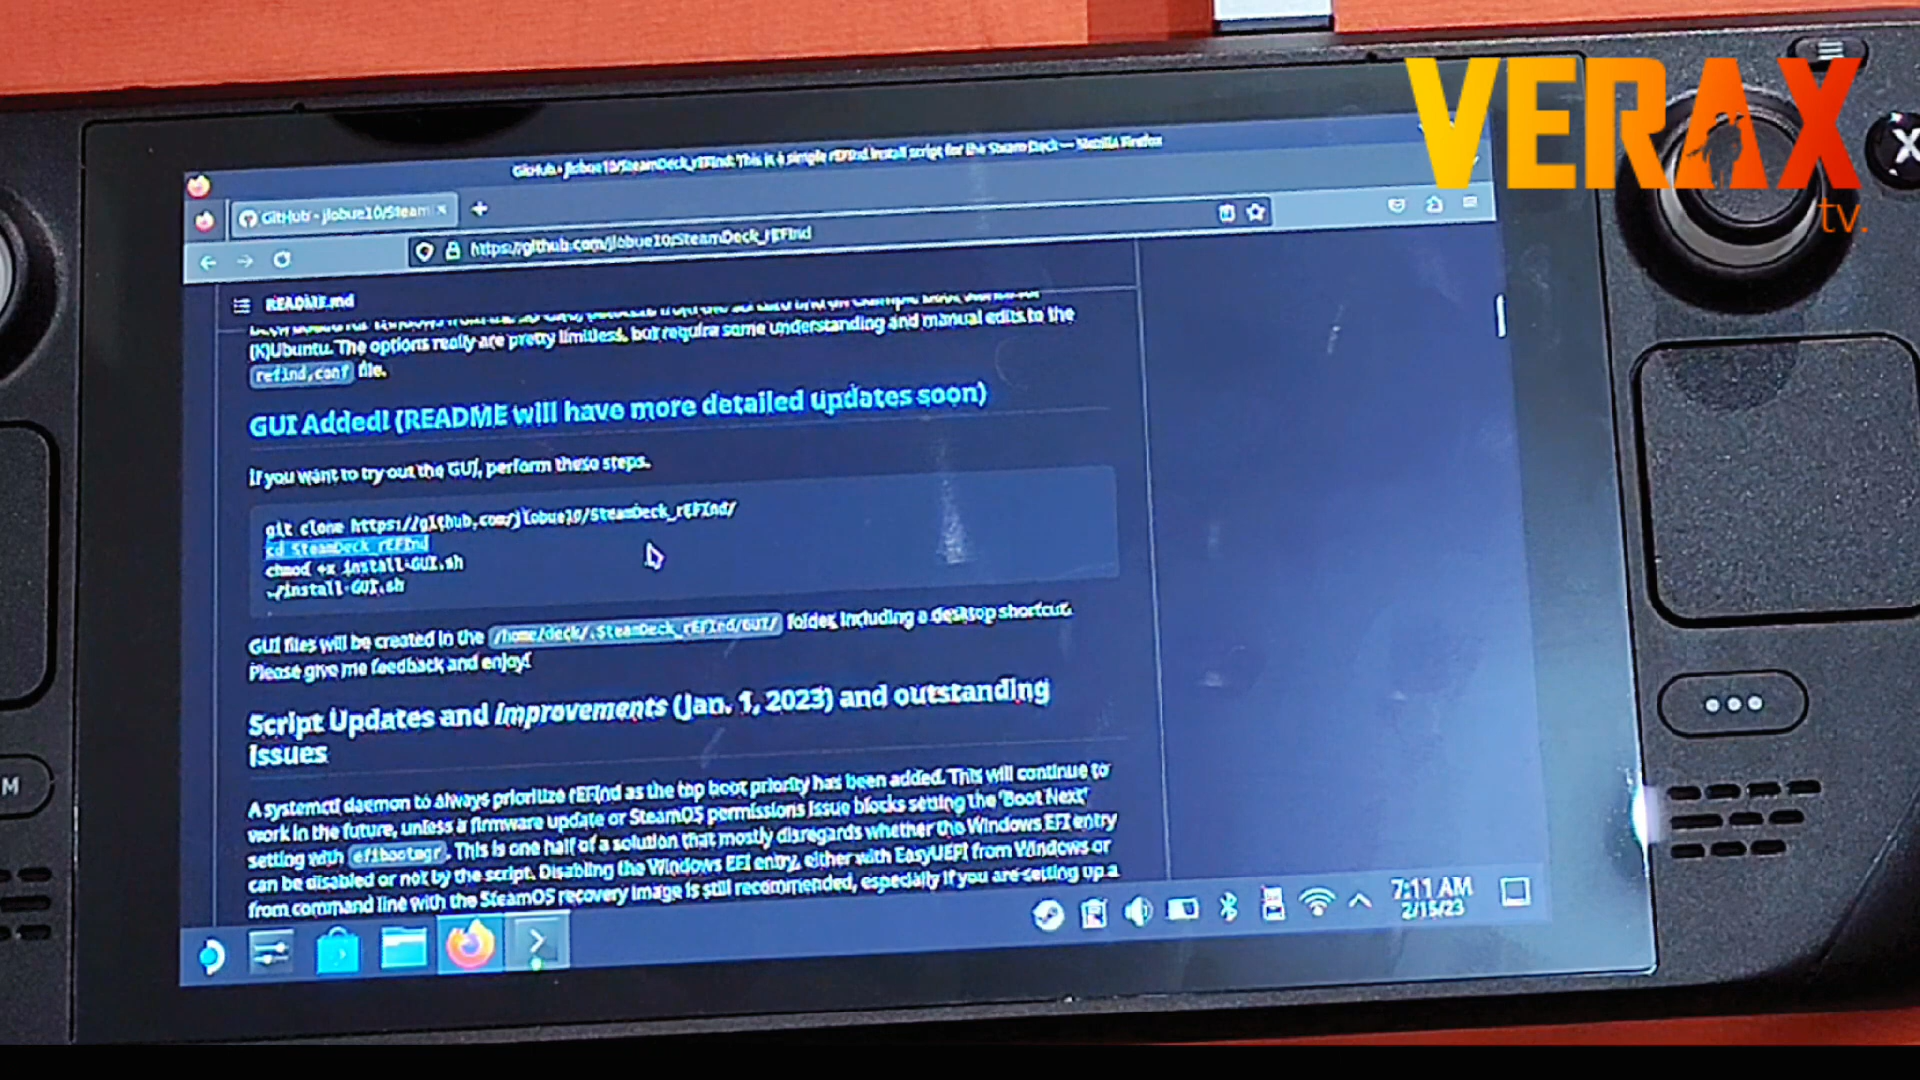 VERAX
tv.
X
GitHub - jlobue10/SteamDeck_rEFInd: This is a simple rEFInd install script for the Steam Deck — Mozilla Firefox
GitHub - jlobue10/Steam
https://github.com/jlobue10/SteamDeck_rEFInd
README.md
(K)Ubuntu. The options really are pretty limitless, but require some understanding and manual edits to the
refind.conf file.
GUI Added! (README will have more detailed updates soon)
If you want to try out the GUI, perform these steps.
git clone https://github.com/jlobue10/SteamDeck_rEFInd/
cd SteamDeck_rEFInd
chmod +x install-GUI.sh
./install-GUI.sh
GUI files will be created in the /home/deck/.SteamDeck_rEFInd/GUI/ folder, including a desktop shortcut.
Please give me feedback and enjoy!
Script Updates and Improvements (Jan. 1, 2023) and outstanding
Issues
A systemctl daemon to always prioritize rEFInd as the top boot priority has been added. This will continue to
work in the future, unless a firmware update or SteamOS permissions issue blocks setting the 'Boot Next'
setting with efibootmgr. This is one half of a solution that mostly disregards whether the Windows EFI entry
can be disabled or not by the script. Disabling the Windows EFI entry, either with EasyUEFI from Windows or
from command line with the SteamOS recovery image is still recommended, especially if you are setting up a
M
7:11 AM
2/15/23